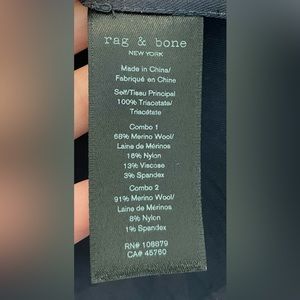 rag & bone
NEW YORK
Made in China/
Fabriqué en Chine
Self/Tissu Principal
100% Triacetate/
Triacétate
Combo 1
68% Merino Wool/
Laine de Mérinos
16% Nylon
13% Viscose
3% Spandex
Combo 2
91% Merino Wool/
Laine de Mérinos
8% Nylon
1% Spandex
RN# 108879
CA# 45760